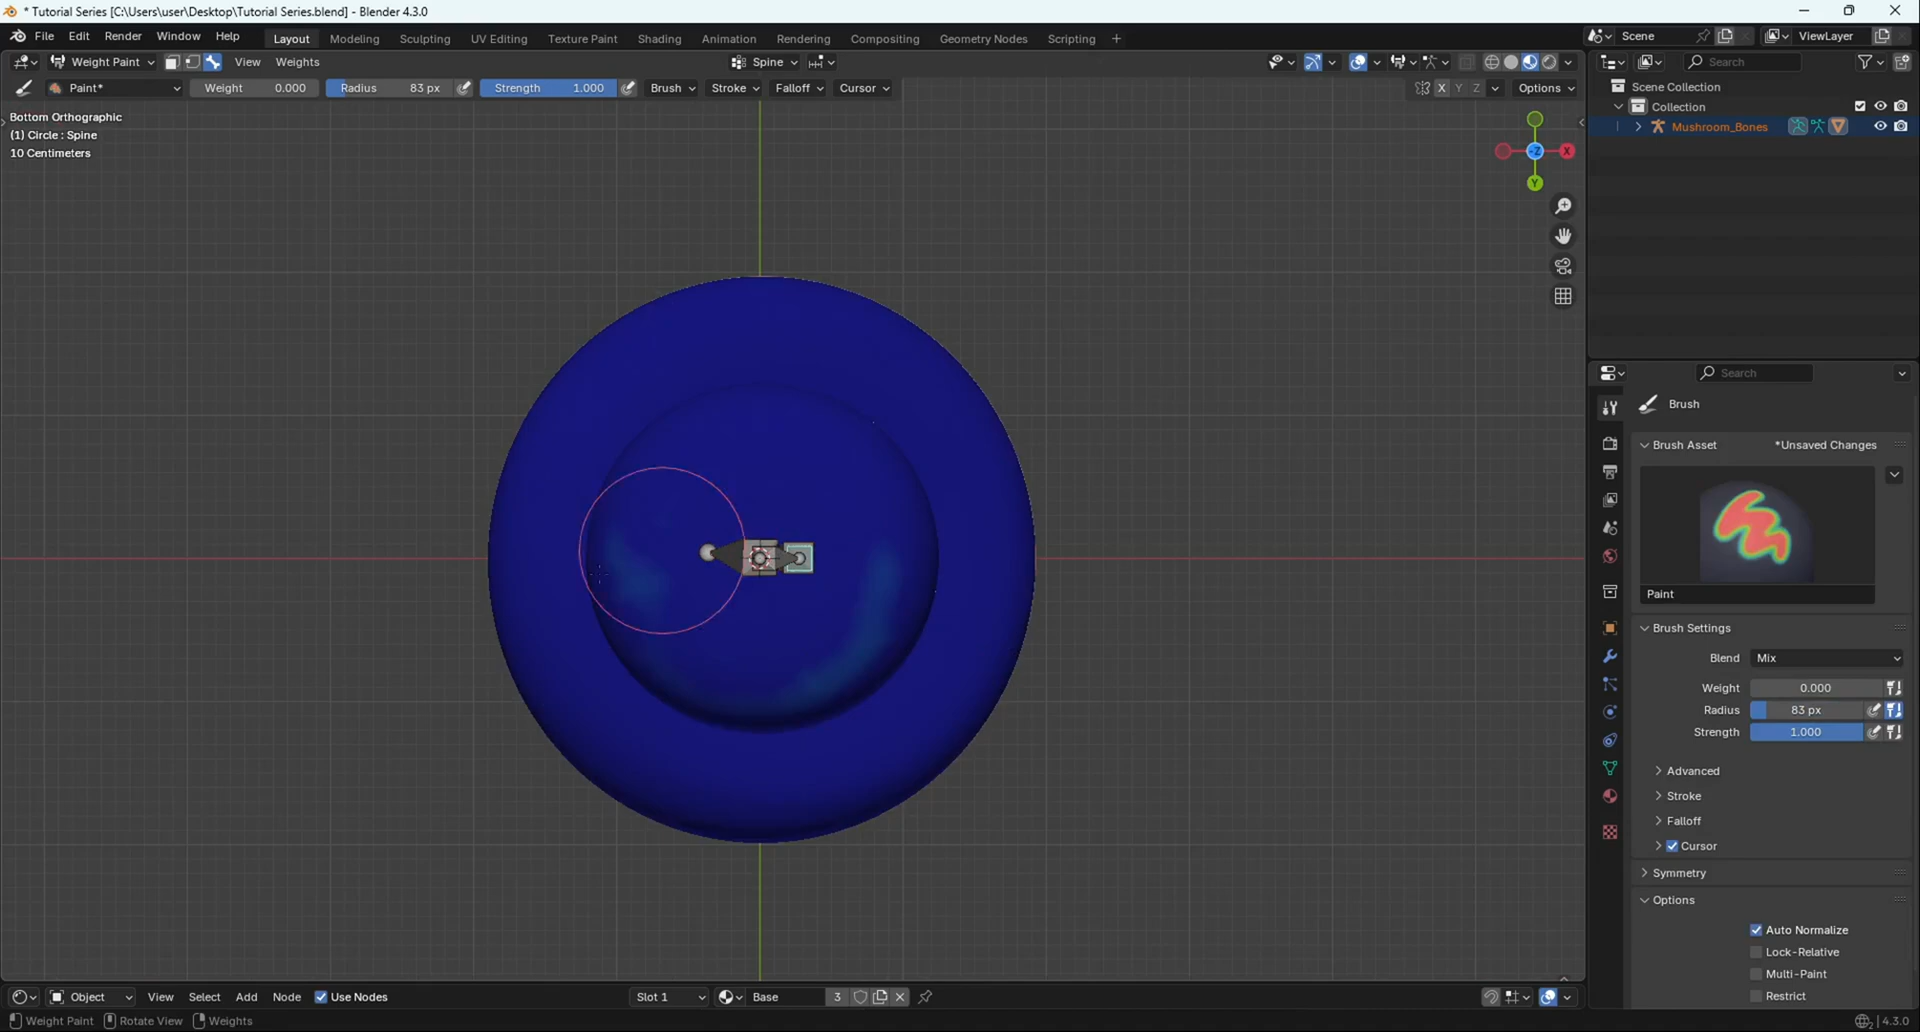 * Tutorial Series [C:\Users\user\Desktop\Tutorial Series.blend] - Blender 4.3.0
File Edit Render Window Help Layout Modeling Sculpting UV Editing Texture Paint Shading Animation Rendering Compositing Geometry Nodes Scripting + Scene ViewLayer
Weight Paint View Weights Spine Search
Paint* Weight 0.000 Radius 83 px Strength 1.000 Brush Stroke Falloff Cursor X Y Z Options
Scene Collection
Collection
Mushroom_Bones
Bottom Orthographic
(1) Circle : Spine
10 Centimeters
-Z
X
Y
Search
Brush
Brush Asset *Unsaved Changes
Paint
Brush Settings
Blend Mix
Weight 0.000
Radius 83 px
Strength 1.000
Advanced
Stroke
Falloff
Cursor
Symmetry
Options
Auto Normalize
Lock-Relative
Multi-Paint
Restrict
Object View Select Add Node Use Nodes Slot 1 Base 3
Weight Paint Rotate View Weights 4.3.0